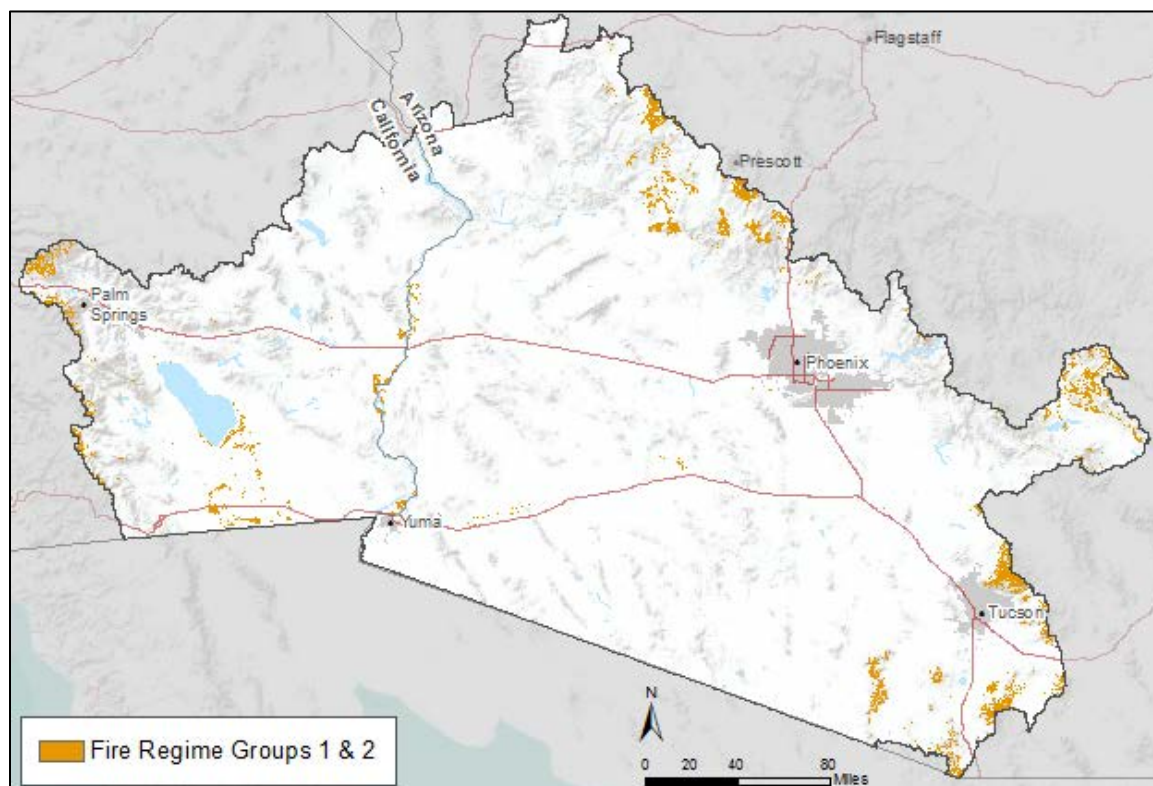 Flagstaff
Arizona
California
Prescott
Palm
Springs
Phoenix
Yuma
Tucson
N
Fire Regime Groups 1 & 2
0 20 40 80
Miles